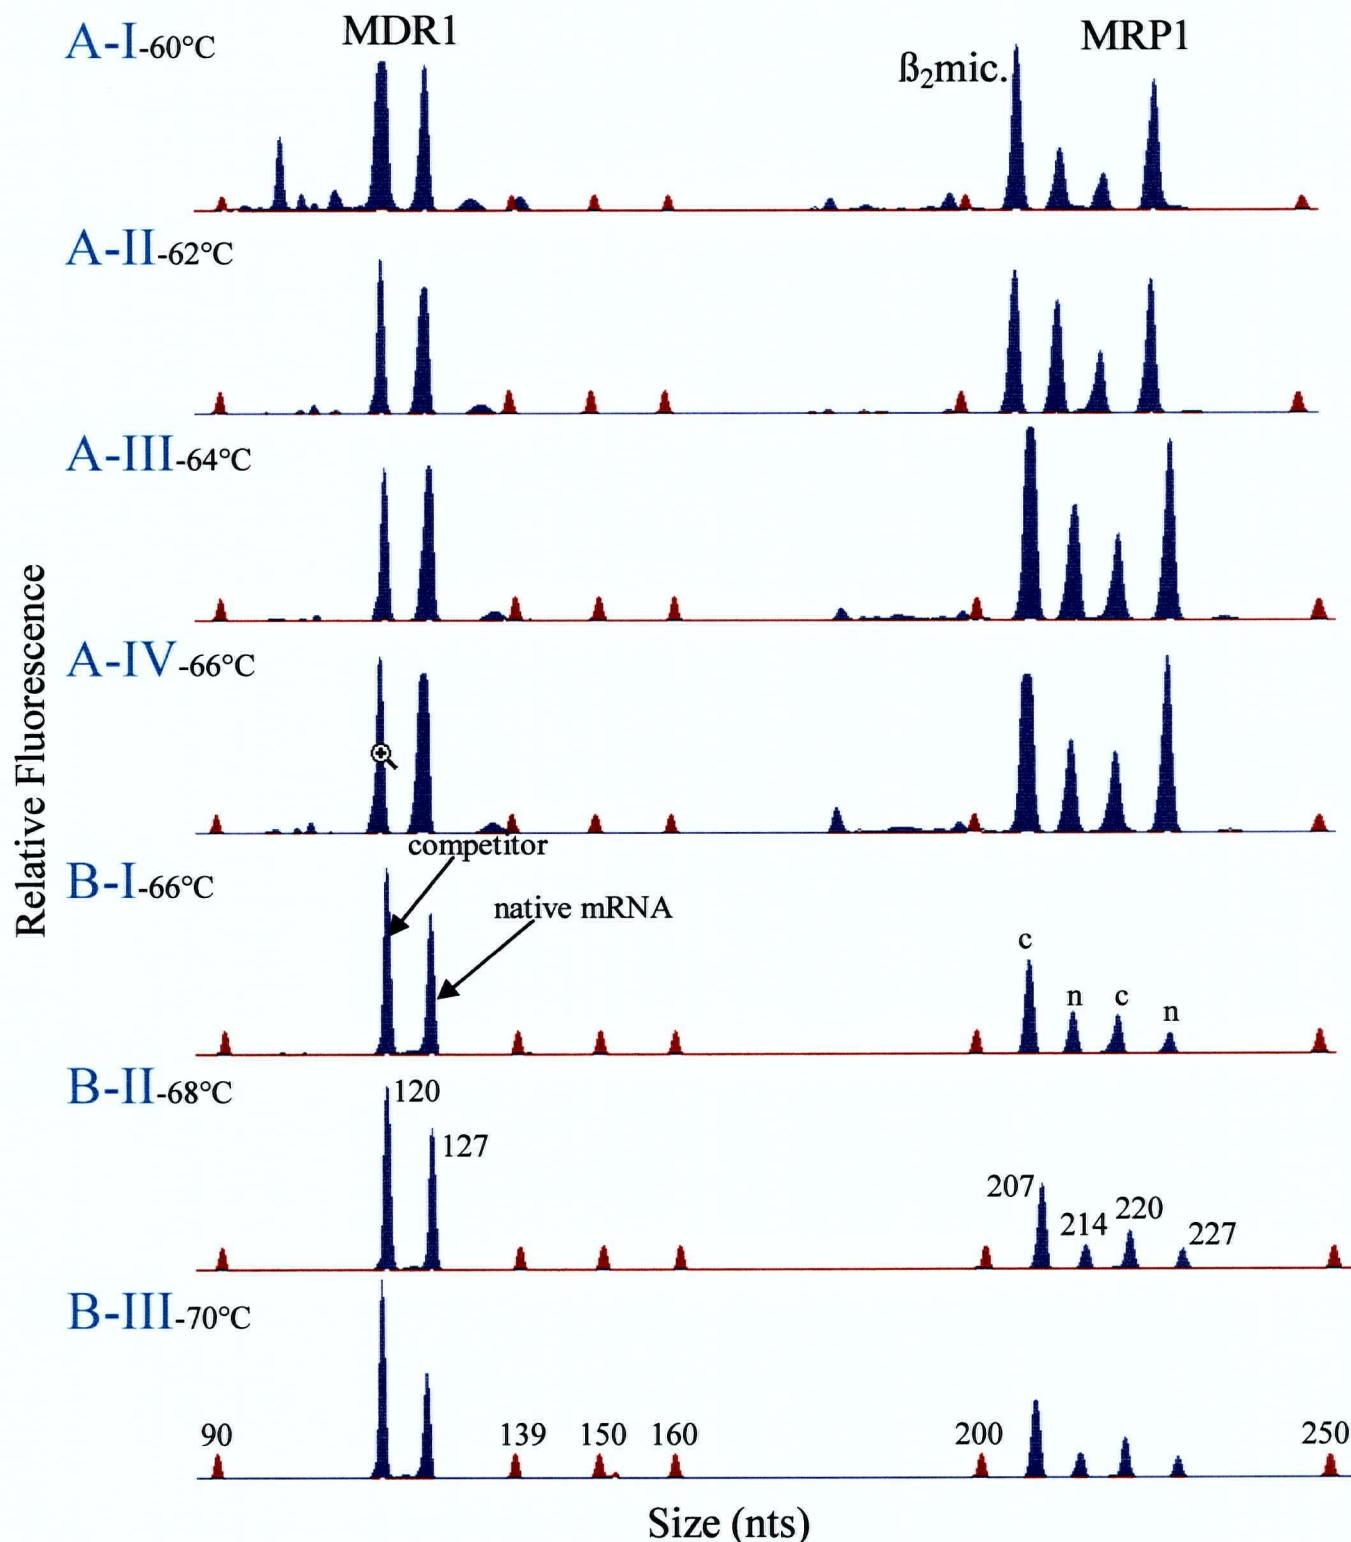 A-I-60°C
MDR1
ß₂mic.
MRP1
A-II-62°C
A-III-64°C
A-IV-66°C
Relative Fluorescence
competitor
B-I-66°C
native mRNA
c
n
c
n
B-II-68°C
120
127
207
214
220
227
B-III-70°C
90
139
150
160
200
250
Size (nts)